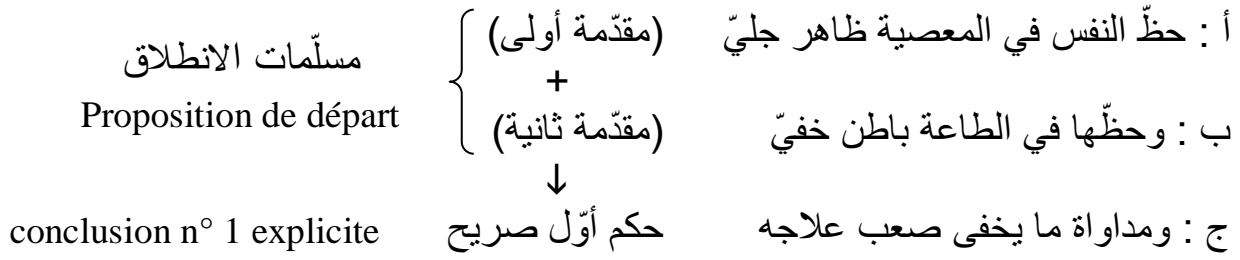 أ : حظّ النفس في المعصية ظاهر جليّ (مقدّمة أولى)
+
مسلّمات الانطلاق
Proposition de départ
ب : وحظّها في الطاعة باطن خفيّ (مقدّمة ثانية)
↓
ج : ومداواة ما يخفى صعب علاجه حكم أوّل صريح conclusion n° 1 explicite